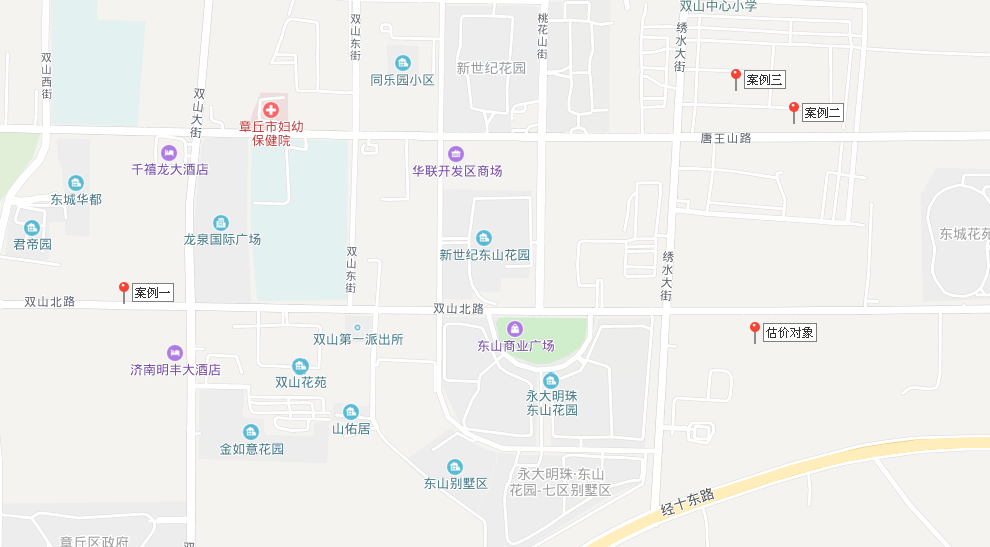 双山中心小学
双山东街
桃花山街
绣水大街
双山西街
新世纪花园
同乐园小区
案例三
双山大街
案例二
章丘市妇幼
保健院
唐王山路
千禧龙大酒店
华联开发区商场
东城华都
君帝园
龙泉国际广场
新世纪东山花园
东城花苑
双山东街
绣水大街
案例一
双山北路
双山北路
估价对象
双山第一派出所
东山商业广场
济南明丰大酒店
双山花苑
永大明珠
东山花园
山佑居
金如意花园
东山别墅区
永大明珠·东山
花园-七区别墅区
经十东路
章丘区政府
双